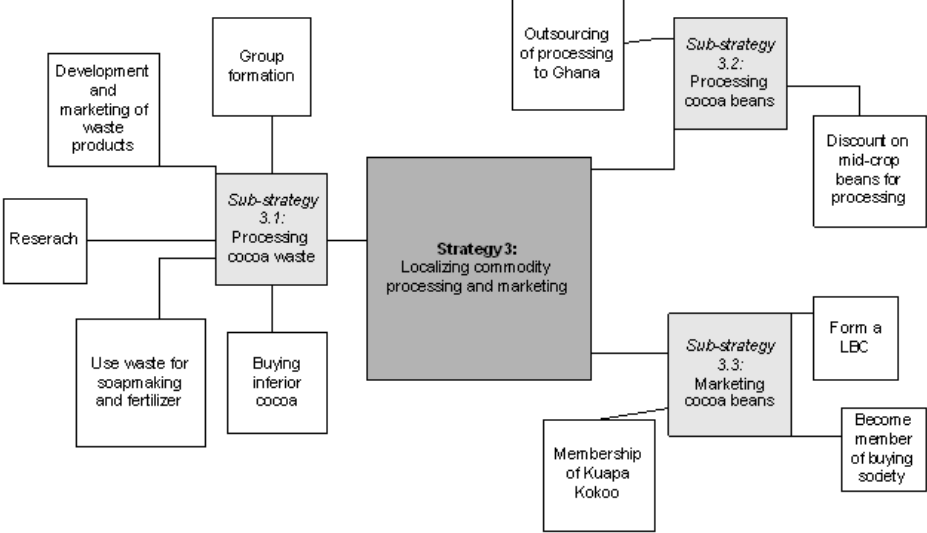 Development
and
marketing of
waste
products
Group
formation
Outsourcing
of processing
to Ghana
Sub-strategy
3.2:
Processing
cocoa beans
Discount on
mid-crop
beans for
processing
Reserach
Sub-strategy
3.1:
Processing
cocoa waste
Strategy 3:
Localizing commodity
processing and marketing
Use waste for
soapmaking
and fertilizer
Buying
inferior
cocoa
Sub-strategy
3.3:
Marketing
cocoa beans
Form a
LBC
Membership
of Kuapa
Kokoo
Become
member
of buying
society